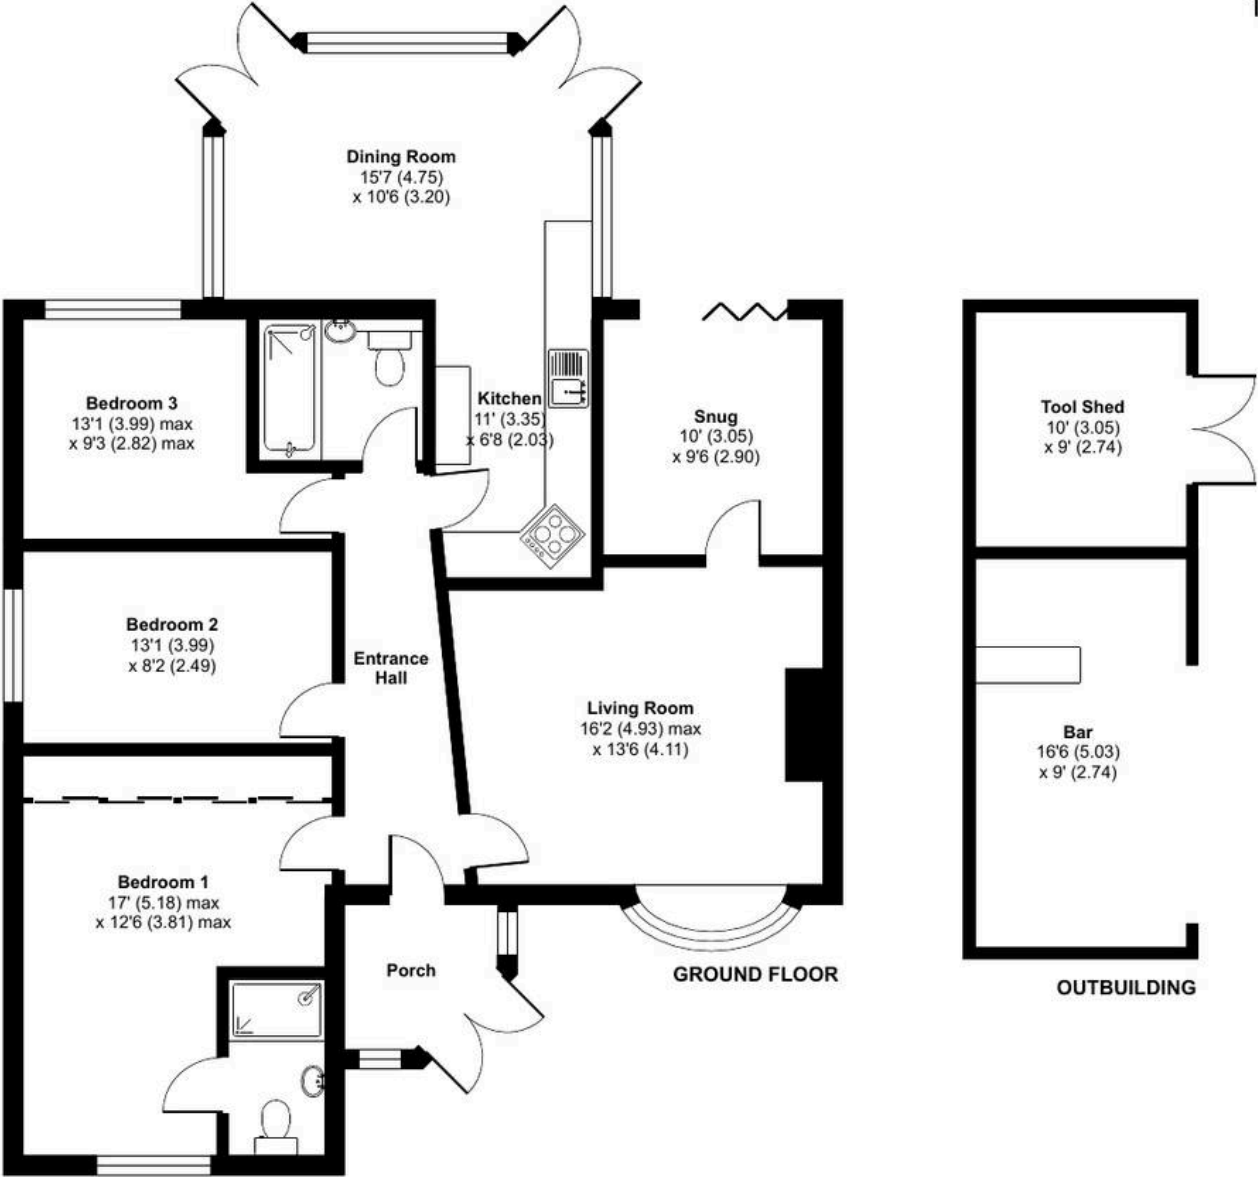 Dining Room
15'7 (4.75)
x 10'6 (3.20)
Bedroom 3
13'1 (3.99) max
x 9'3 (2.82) max
Kitchen
11' (3.35)
x 6'8 (2.03)
Snug
10' (3.05)
x 9'6 (2.90)
Tool Shed
10' (3.05)
x 9' (2.74)
Bedroom 2
13'1 (3.99)
x 8'2 (2.49)
Entrance
Hall
Living Room
16'2 (4.93) max
x 13'6 (4.11)
Bar
16'6 (5.03)
x 9' (2.74)
Bedroom 1
17' (5.18) max
x 12'6 (3.81) max
Porch
GROUND FLOOR
OUTBUILDING